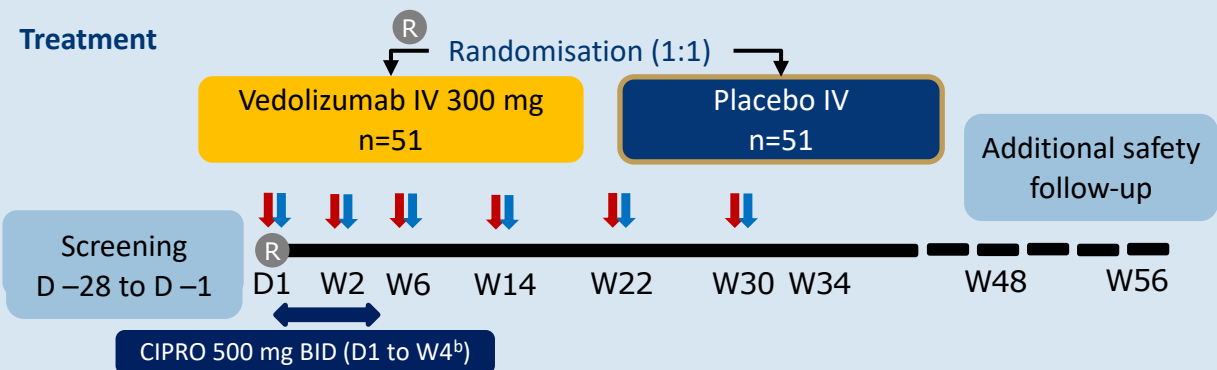 Treatment
R
Randomisation (1:1)
Vedolizumab IV 300 mg
n=51
Placebo IV
n=51
Additional safety
follow-up
Screening
D –28 to D –1
R
D1 W2 W6 W14 W22 W30 W34 W48 W56
CIPRO 500 mg BID (D1 to W4ᵇ)